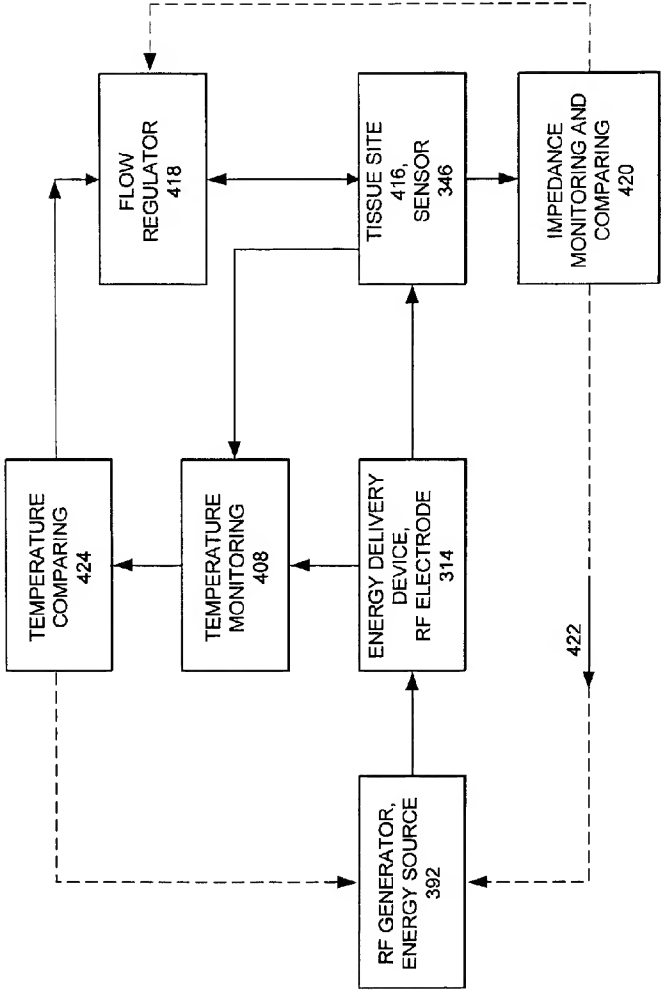 TEMPERATURE
COMPARING
424
FLOW
REGULATOR
418
TEMPERATURE
MONITORING
408
RF GENERATOR,
ENERGY SOURCE
392
ENERGY DELIVERY
DEVICE,
RF ELECTRODE
314
TISSUE SITE
416,
SENSOR
346
422
IMPEDANCE
MONITORING AND
COMPARING
420